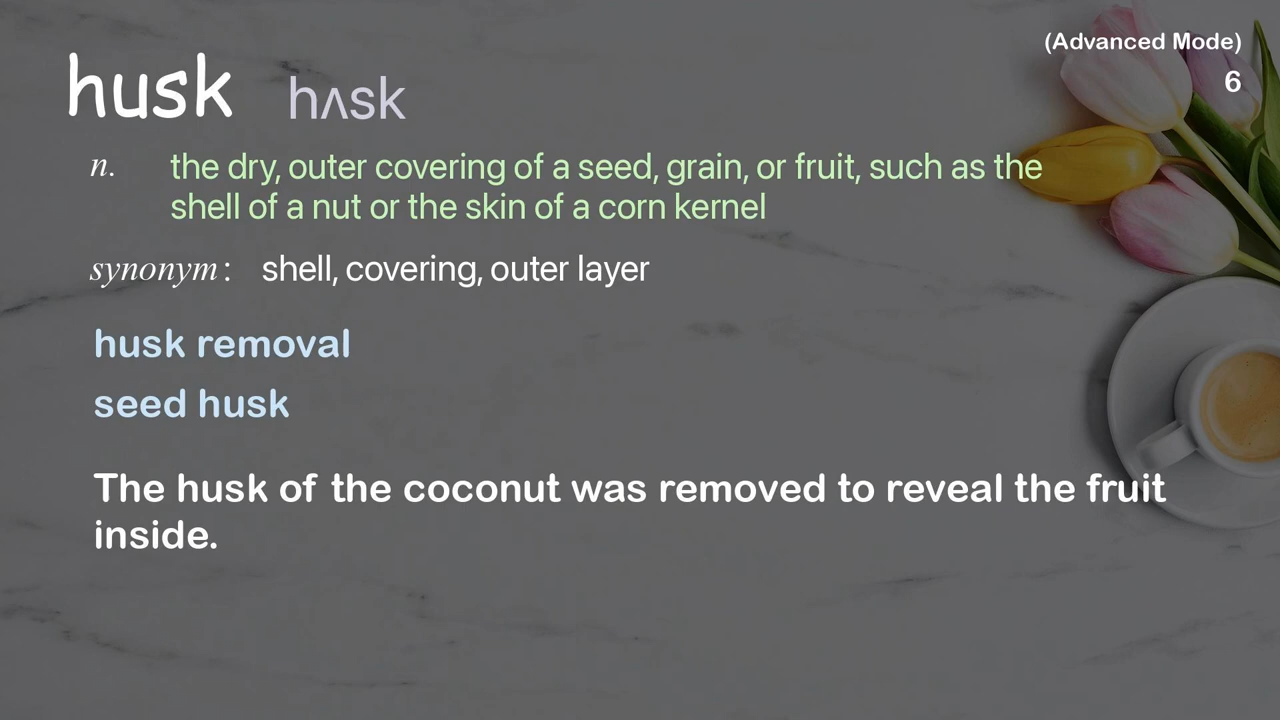 (Advanced Mode)
6
husk hʌsk
n. the dry, outer covering of a seed, grain, or fruit, such as the
shell of a nut or the skin of a corn kernel
synonym: shell, covering, outer layer
husk removal
seed husk
The husk of the coconut was removed to reveal the fruit
inside.